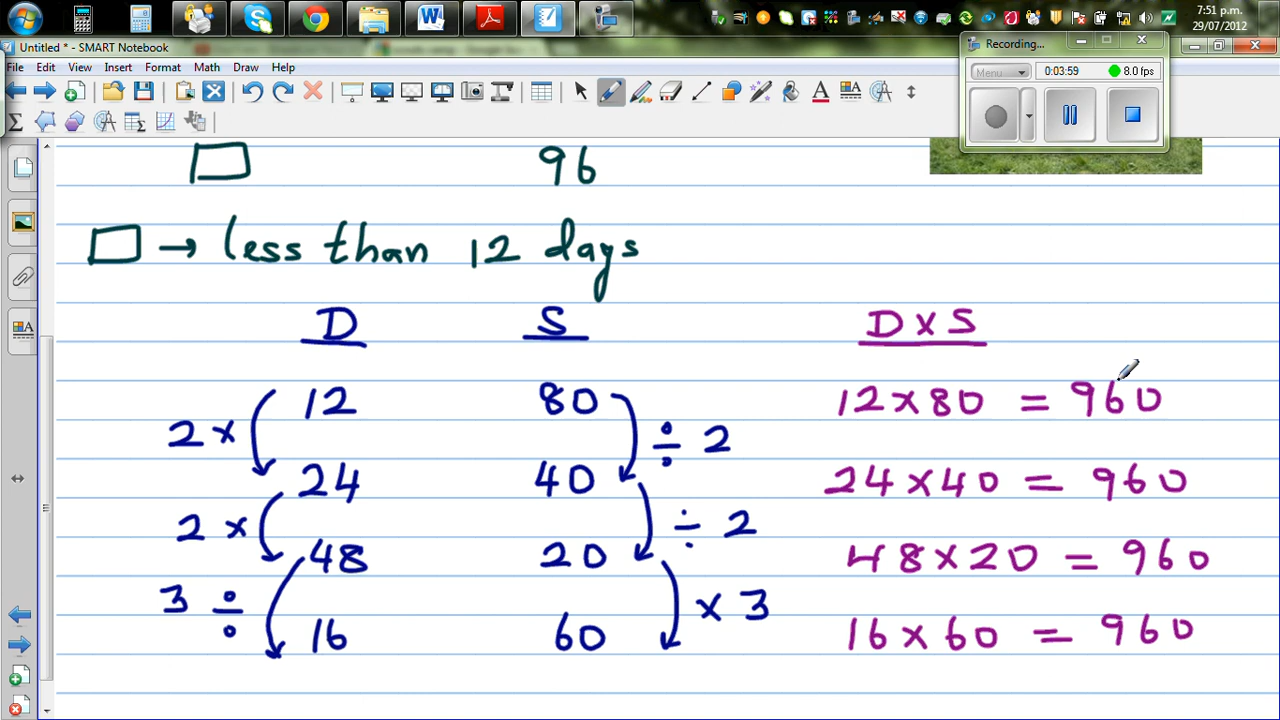 7:51 p.m.
29/07/2012
Untitled * - SMART Notebook
Recording...
File Edit View Insert Format Math Draw Help
Menu
0:03:59
8.0 fps
96
→ less than 12 days
D S D x S
12 80 12 x 80 = 960
2 x ÷ 2
24 40 24 x 40 = 960
2 x ÷ 2
48 20 48 x 20 = 960
3 ÷ x 3
16 60 16 x 60 = 960